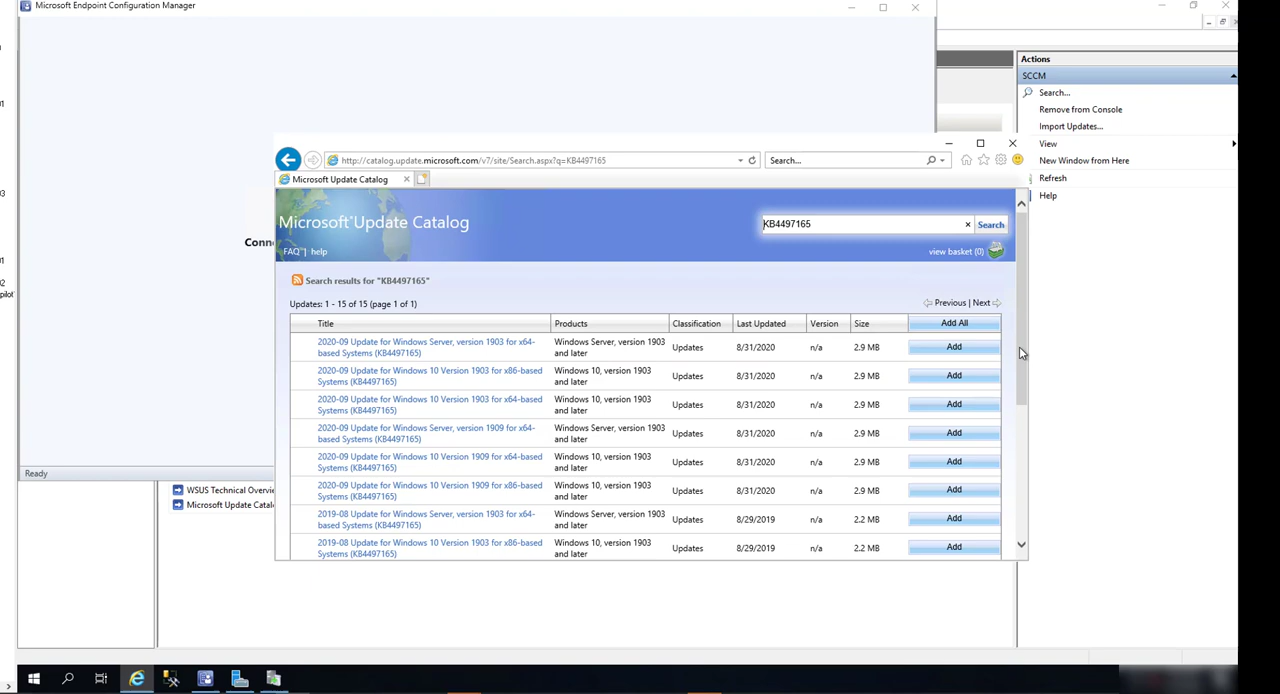 Microsoft Endpoint Configuration Manager
Actions
SCCM
Search...
Remove from Console
Import Updates...
View
New Window from Here
Refresh
Help
http://catalog.update.microsoft.com/v7/site/Search.aspx?q=KB4497165
Search...
Microsoft Update Catalog
Microsoft Update Catalog
KB4497165
Search
FAQ | help
view basket (0)
Search results for "KB4497165"
Updates: 1 - 15 of 15 (page 1 of 1)
Previous | Next
Title Products Classification Last Updated Version Size Add All
2020-09 Update for Windows Server, version 1903 for x64- Windows Server, version 1903 Updates 8/31/2020 n/a 2.9 MB Add
based Systems (KB4497165) and later
2020-09 Update for Windows 10 Version 1903 for x86-based Windows 10, version 1903 Updates 8/31/2020 n/a 2.9 MB Add
Systems (KB4497165) and later
2020-09 Update for Windows 10 Version 1903 for x64-based Windows 10, version 1903 Updates 8/31/2020 n/a 2.9 MB Add
Systems (KB4497165) and later
2020-09 Update for Windows Server, version 1909 for x64- Windows Server, version 1903 Updates 8/31/2020 n/a 2.9 MB Add
based Systems (KB4497165) and later
2020-09 Update for Windows 10 Version 1909 for x64-based Windows 10, version 1903 Updates 8/31/2020 n/a 2.9 MB Add
Systems (KB4497165) and later
2020-09 Update for Windows 10 Version 1909 for x86-based Windows 10, version 1903 Updates 8/31/2020 n/a 2.9 MB Add
Systems (KB4497165) and later
2019-08 Update for Windows Server, version 1903 for x64- Windows Server, version 1903 Updates 8/29/2019 n/a 2.2 MB Add
based Systems (KB4497165) and later
2019-08 Update for Windows 10 Version 1903 for x86-based Windows 10, version 1903 Updates 8/29/2019 n/a 2.2 MB Add
Systems (KB4497165) and later
Conne
Ready
WSUS Technical Overvi
Microsoft Update Catal